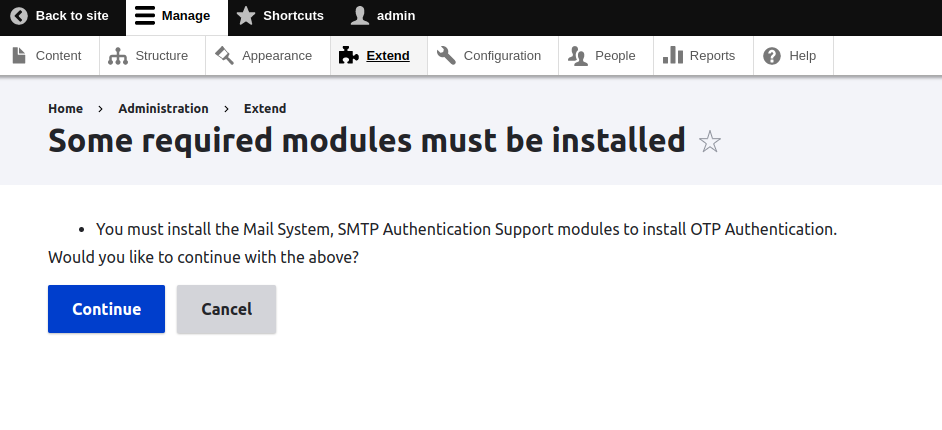 Back to site Manage Shortcuts admin
Content Structure Appearance Extend Configuration People Reports Help
Home › Administration › Extend
Some required modules must be installed
• You must install the Mail System, SMTP Authentication Support modules to install OTP Authentication.
Would you like to continue with the above?
Continue Cancel